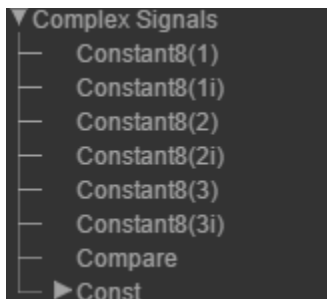 Complex Signals
Constant8(1)
Constant8(1i)
Constant8(2)
Constant8(2i)
Constant8(3)
Constant8(3i)
Compare
Const